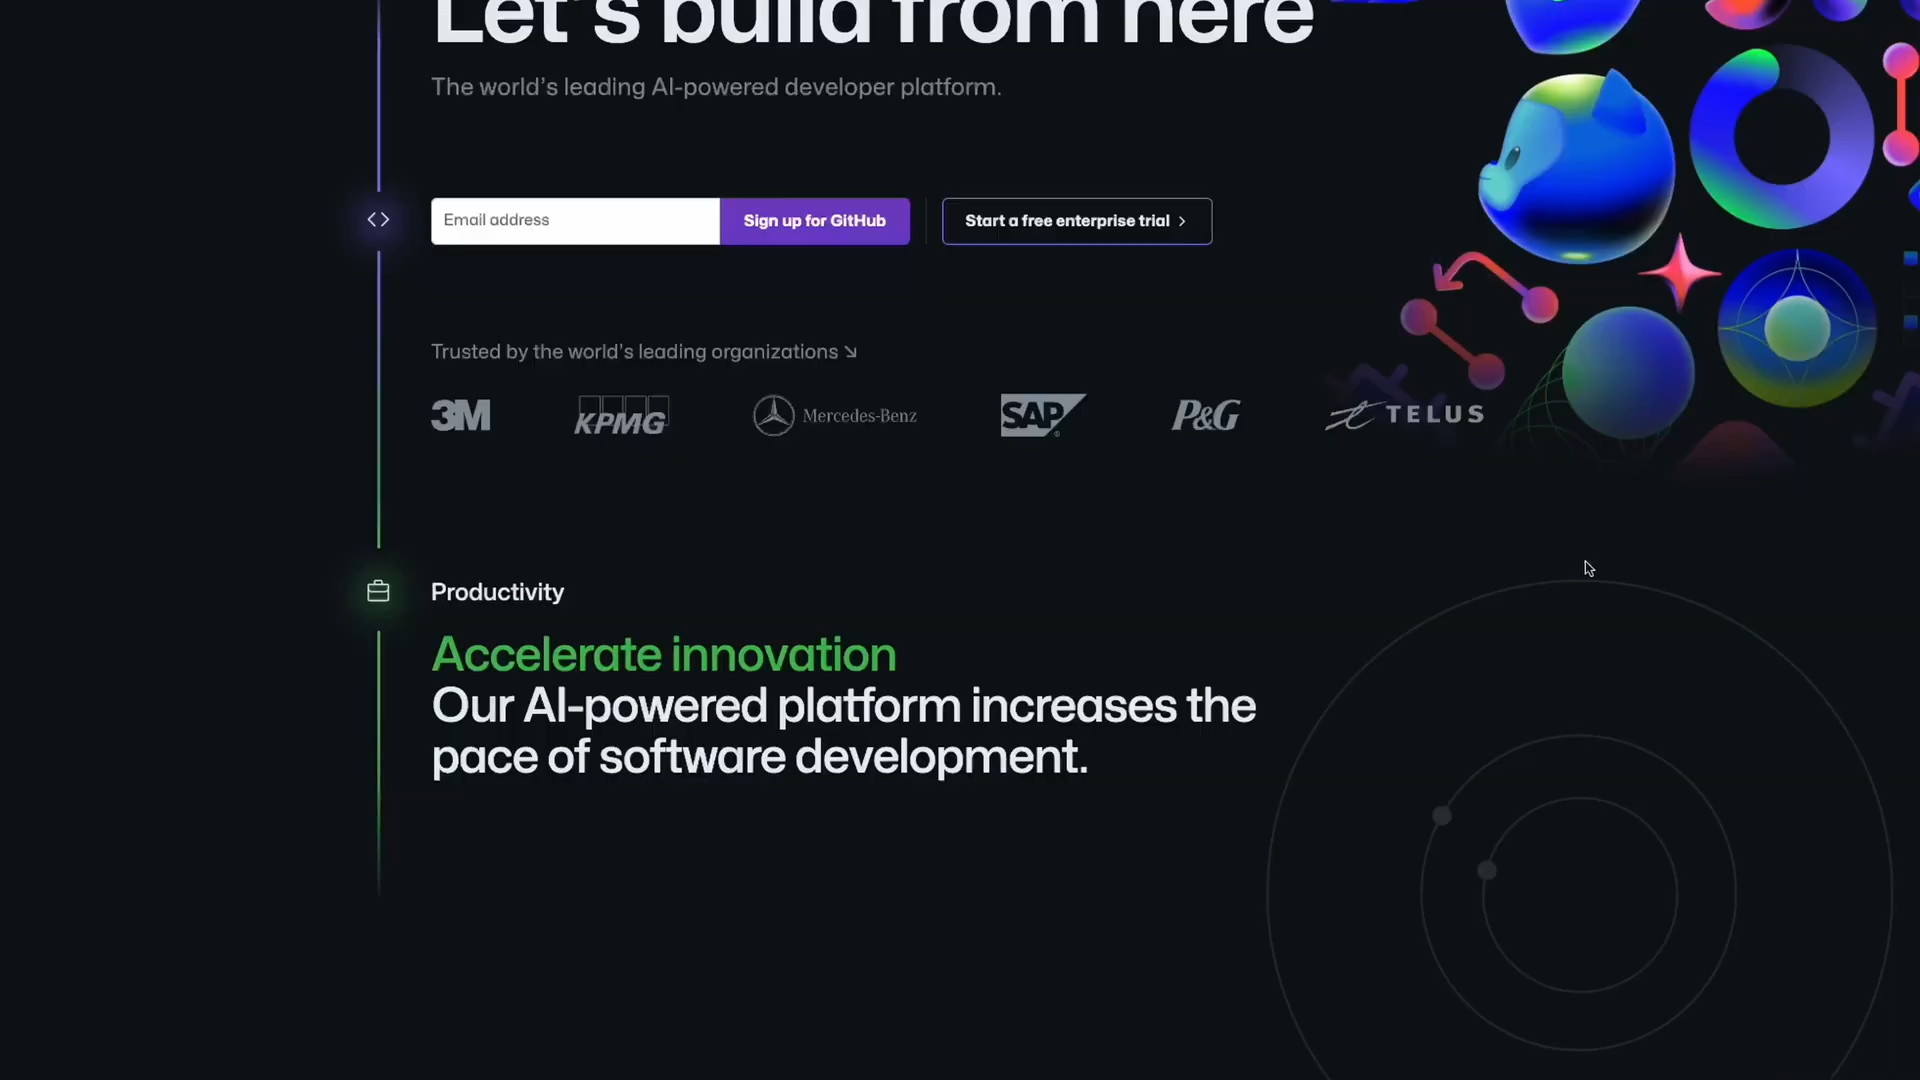 Let's build from here
The world's leading AI-powered developer platform.
Email address
Sign up for GitHub
Start a free enterprise trial
Trusted by the world's leading organizations
3M
KPMG
Mercedes-Benz
SAP
P&G
TELUS
Productivity
Accelerate innovation
Our AI-powered platform increases the
pace of software development.